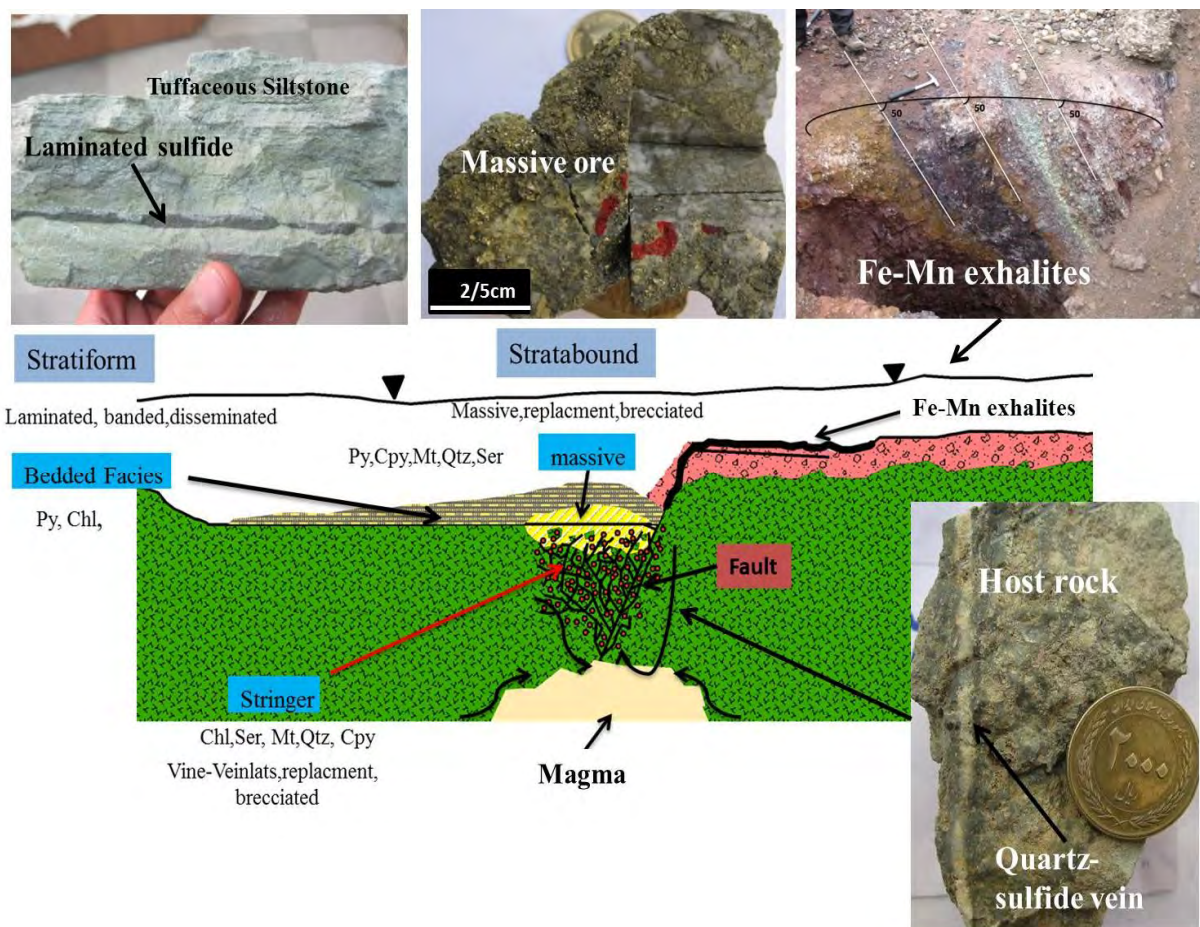 Tuffaceous Siltstone
Laminated sulfide
Massive ore
2/5cm
50
50
50
Fe-Mn exhalites
Stratiform
Stratabound
Laminated, banded,disseminated
Massive,replacment,brecciated
Fe-Mn exhalites
Py,Cpy,Mt,Qtz,Ser
massive
Bedded Facies
Py, Chl,
Fault
Host rock
Stringer
Chl,Ser, Mt,Qtz, Cpy
Vine-Veinlats,replacment,
brecciated
Magma
۲۰۰۰
ریال
Quartz-
sulfide vein